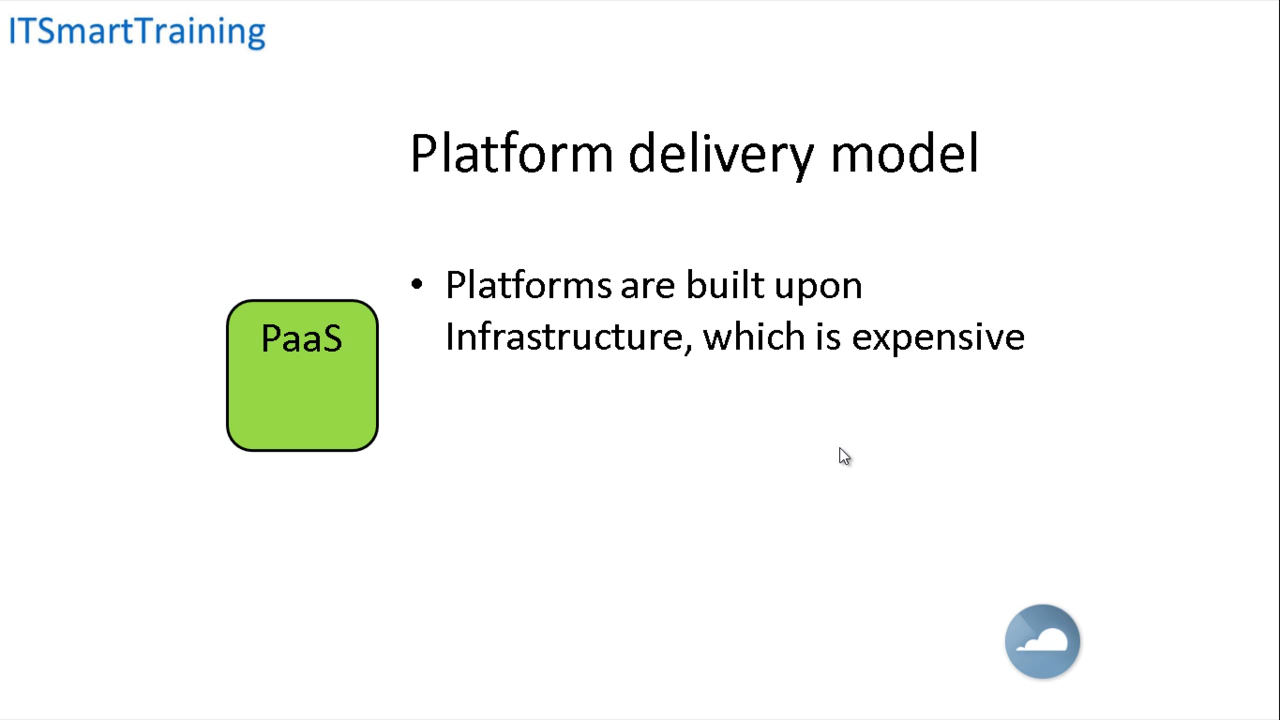 ITSmartTraining
Platform delivery model
• Platforms are built upon
Infrastructure, which is expensive
PaaS